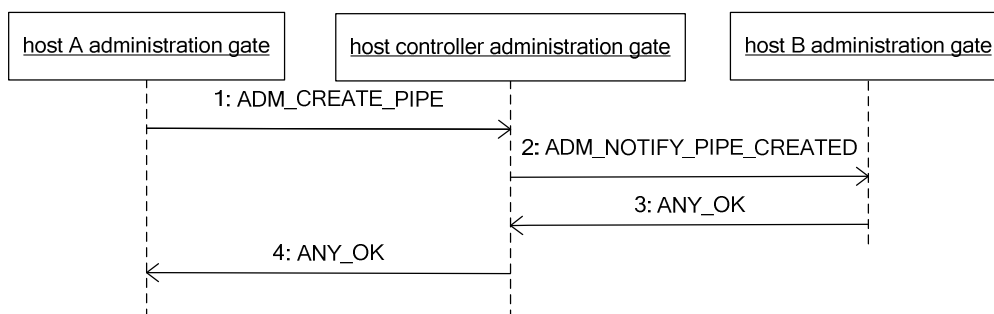 host A administration gate
host controller administration gate
host B administration gate
1: ADM_CREATE_PIPE
2: ADM_NOTIFY_PIPE_CREATED
3: ANY_OK
4: ANY_OK